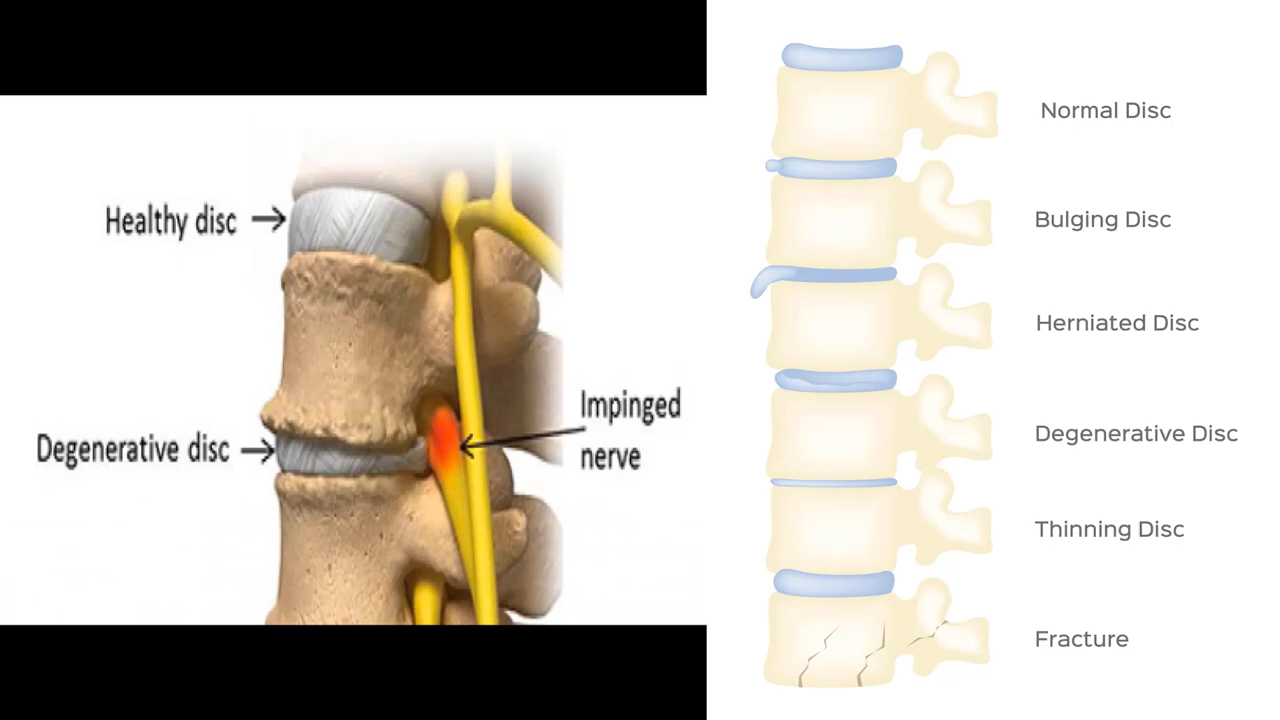 Healthy disc
Degenerative disc
Impinged
nerve
Normal Disc
Bulging Disc
Herniated Disc
Degenerative Disc
Thinning Disc
Fracture